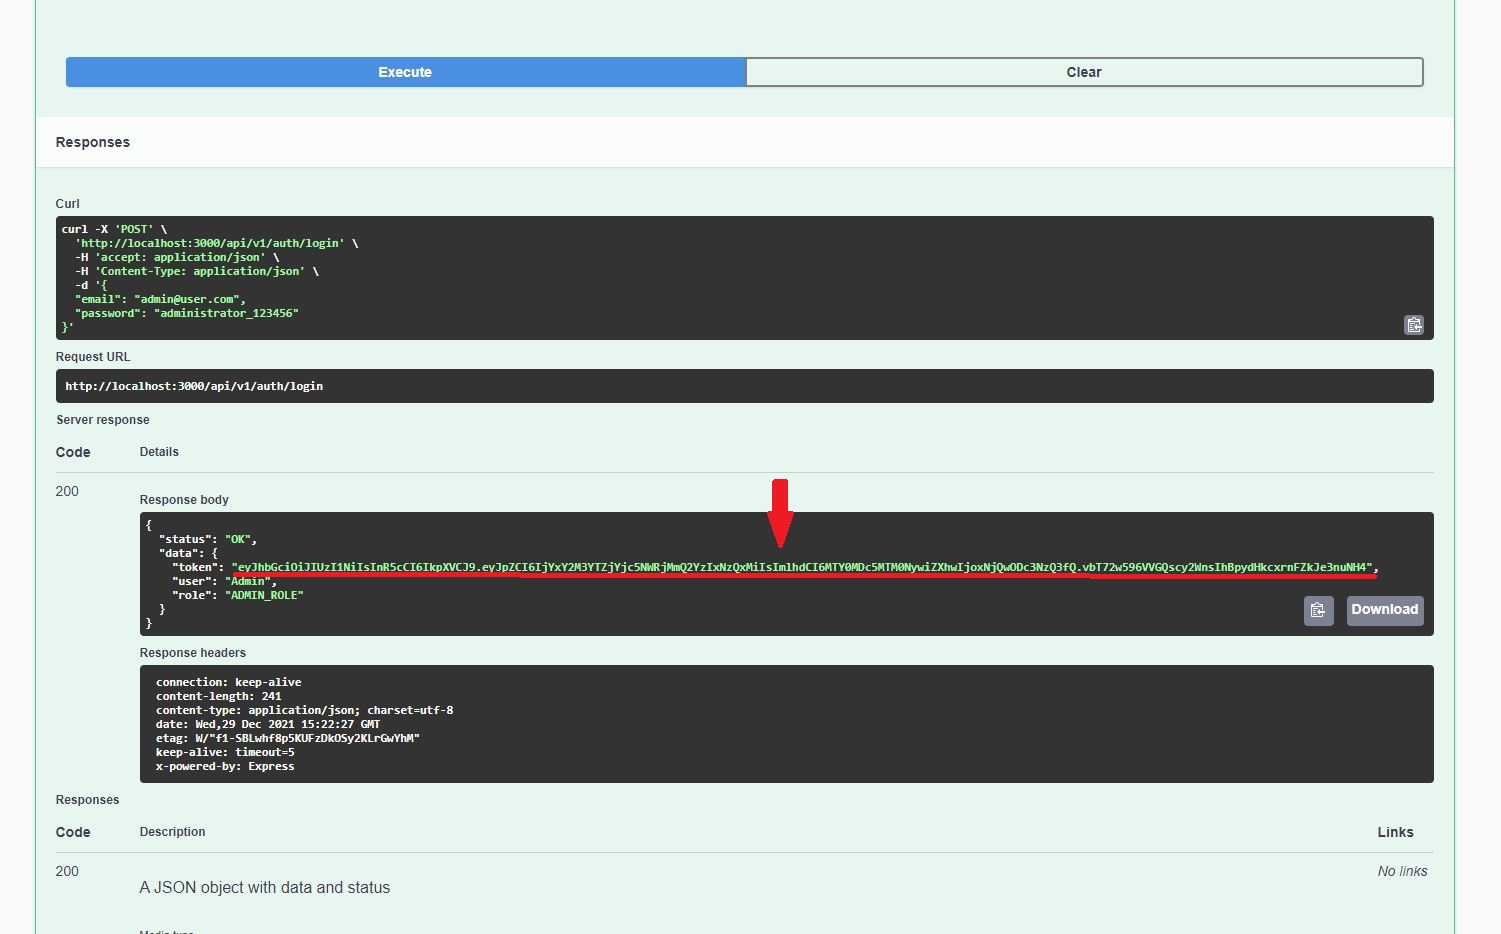 Execute
Clear
Responses
Curl
curl -X 'POST' \
'http://localhost:3000/api/v1/auth/login' \
-H 'accept: application/json' \
-H 'Content-Type: application/json' \
-d '{
"email": "admin@user.com",
"password": "administrator_123456"
}'
Request URL
http://localhost:3000/api/v1/auth/login
Server response
Code Details
200
Response body
{
"status": "OK",
"data": {
"token": "eyJhbGciOiJIUzI1NiIsInR5cCI6IkpXVCJ9.eyJpZCI6IjYxY2M3YTZjYjc5NWRjMmQ2YzIxNzQxMiIsImlhdCI6MTY0MDc5MTM0NywiZXhwIjoxNjQwODc3NzQ3fQ.vbT72w596VVGQscy2WnsIhBpydHkcxrnFZkJe3nuNH4",
"user": "Admin",
"role": "ADMIN_ROLE"
}
}
Download
Response headers
connection: keep-alive
content-length: 241
content-type: application/json; charset=utf-8
date: Wed,29 Dec 2021 15:22:27 GMT
etag: W/"f1-SBLwhf8p5KUFzDkOSy2KLrGwYhM"
keep-alive: timeout=5
x-powered-by: Express
Responses
Code Description Links
200 No links
A JSON object with data and status
Media type